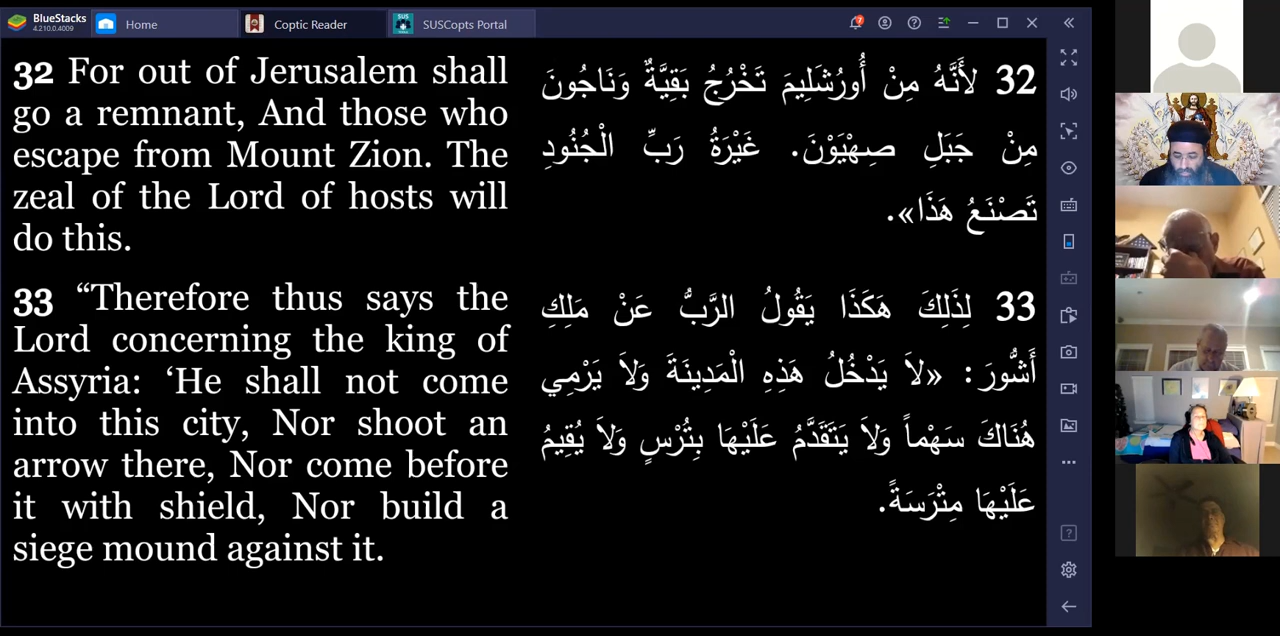 BlueStacks
4.210.0.4009
Home
Coptic Reader
SUSCopts Portal
32 For out of Jerusalem shall
go a remnant, And those who
escape from Mount Zion. The
zeal of the Lord of hosts will
do this.
32 لأَنَّهُ مِنْ أُورُشَلِيمَ تَخْرُجُ بَقِيَّةٌ وَنَاجُونَ
مِنْ جَبَلِ صِهْيَوْنَ. غَيْرَةُ رَبِّ الْجُنُودِ
تَصْنَعُ هَذَا».
33 “Therefore thus says the
Lord concerning the king of
Assyria: ‘He shall not come
into this city, Nor shoot an
arrow there, Nor come before
it with shield, Nor build a
siege mound against it.
33 لِذَلِكَ هَكَذَا يَقُولُ الرَّبُّ عَنْ مَلِكِ
أَشُّورَ: «لاَ يَدْخُلُ هَذِهِ الْمَدِينَةَ وَلاَ يَرْمِي
هُنَاكَ سَهْماً وَلاَ يَتَقَدَّمُ عَلَيْهَا بِتُرْسٍ وَلاَ يُقِيمُ
عَلَيْهَا مِتْرَسَةً.